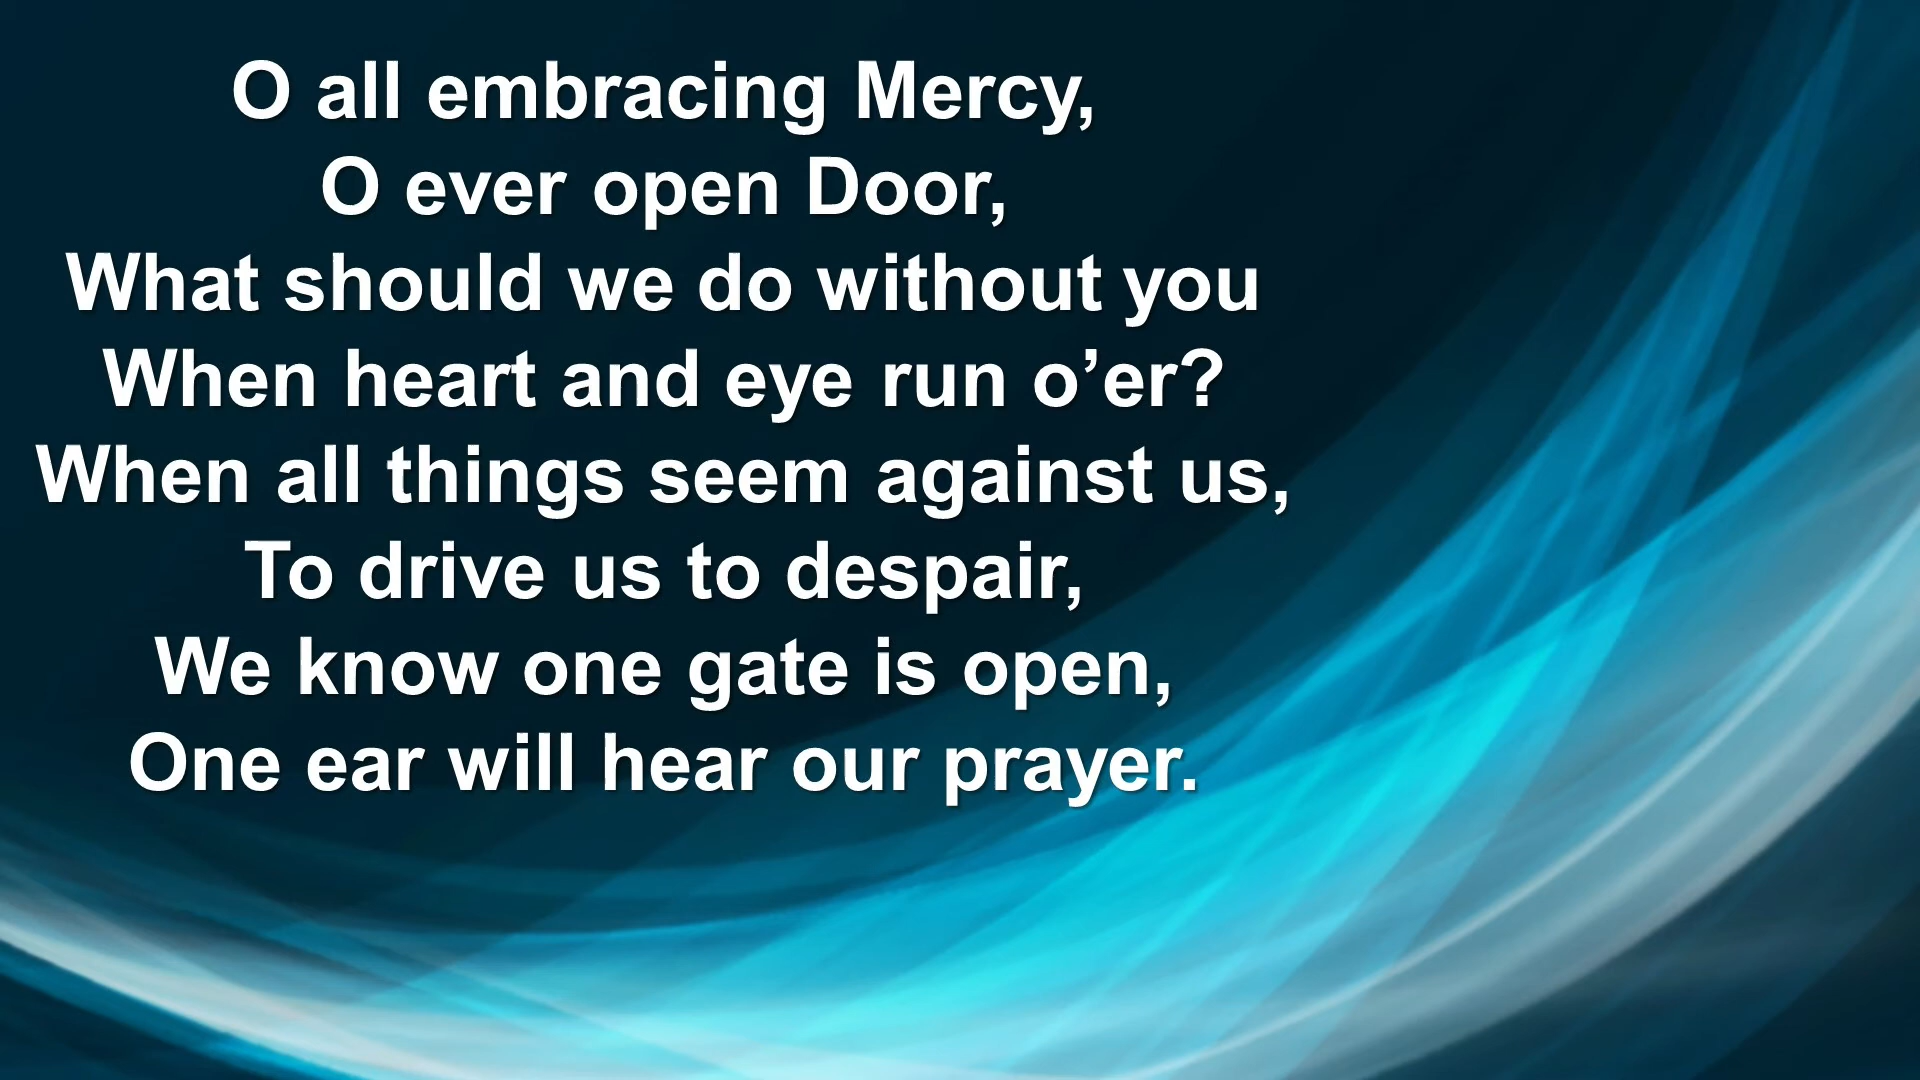 O all embracing Mercy,
O ever open Door,
What should we do without you
When heart and eye run o’er?
When all things seem against us,
To drive us to despair,
We know one gate is open,
One ear will hear our prayer.